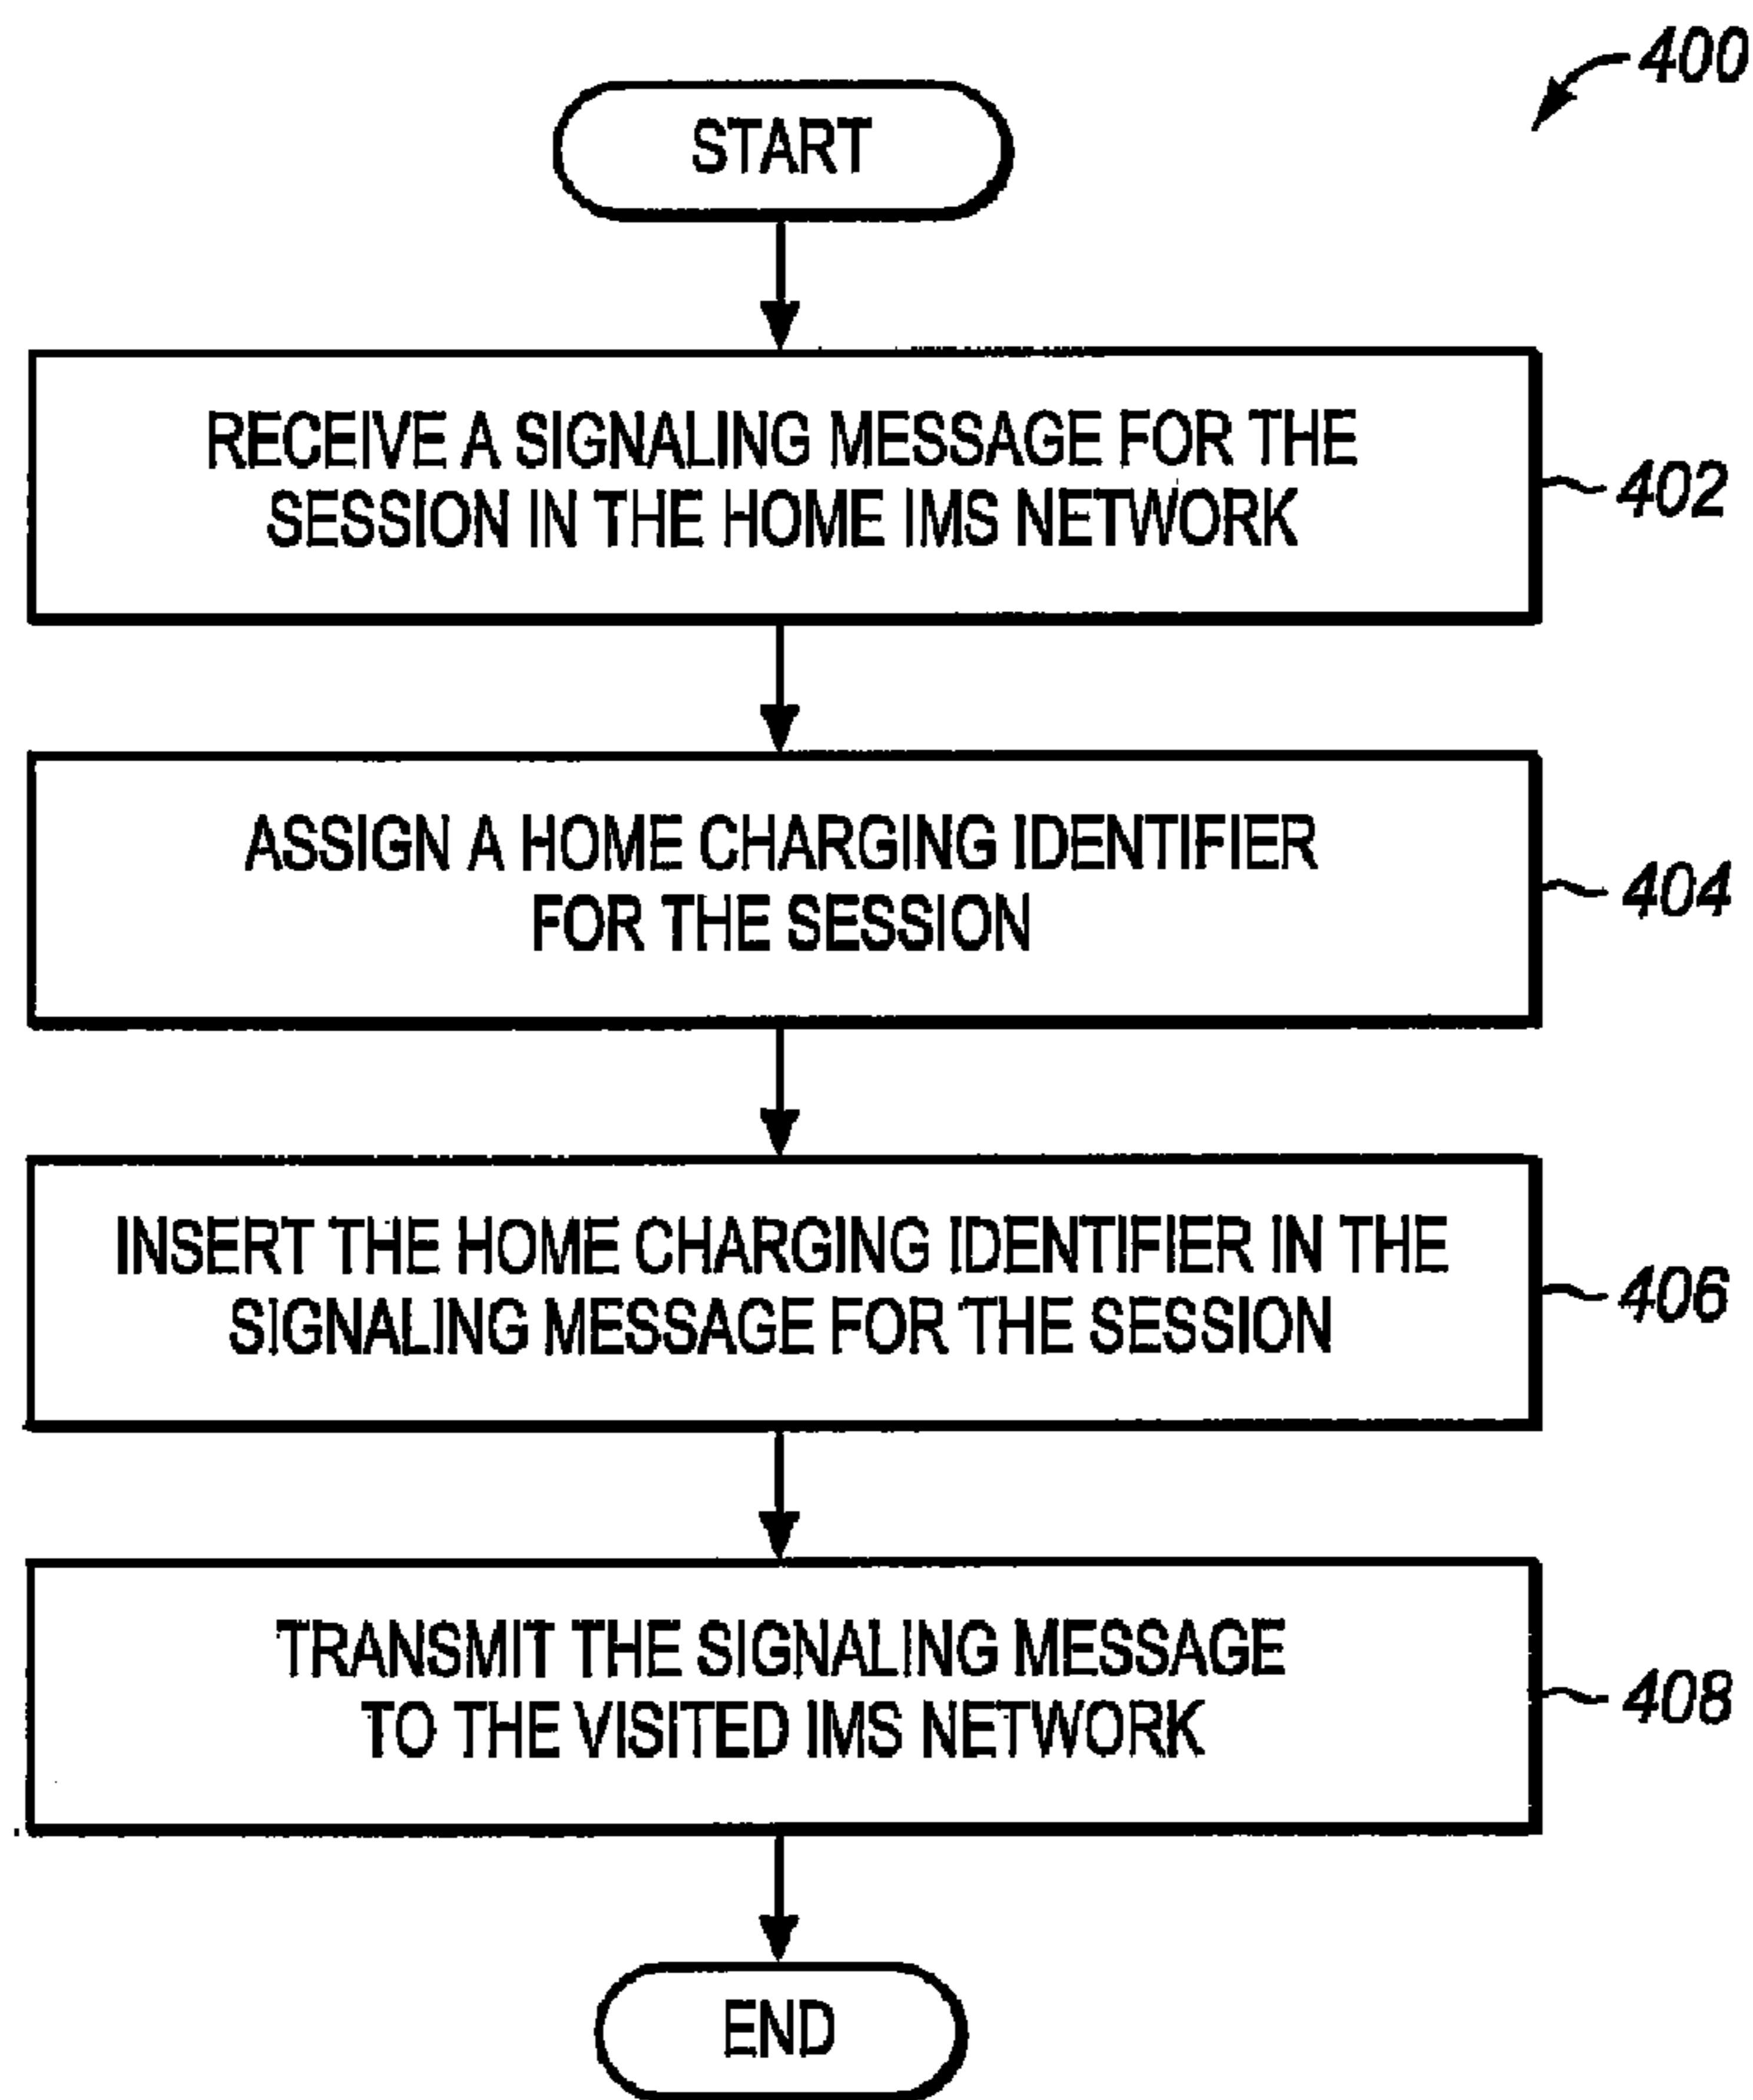 400
START
RECEIVE A SIGNALING MESSAGE FOR THE
SESSION IN THE HOME IMS NETWORK
402
ASSIGN A HOME CHARGING IDENTIFIER
FOR THE SESSION
404
INSERT THE HOME CHARGING IDENTIFIER IN THE
SIGNALING MESSAGE FOR THE SESSION
406
TRANSMIT THE SIGNALING MESSAGE
TO THE VISITED IMS NETWORK
408
END